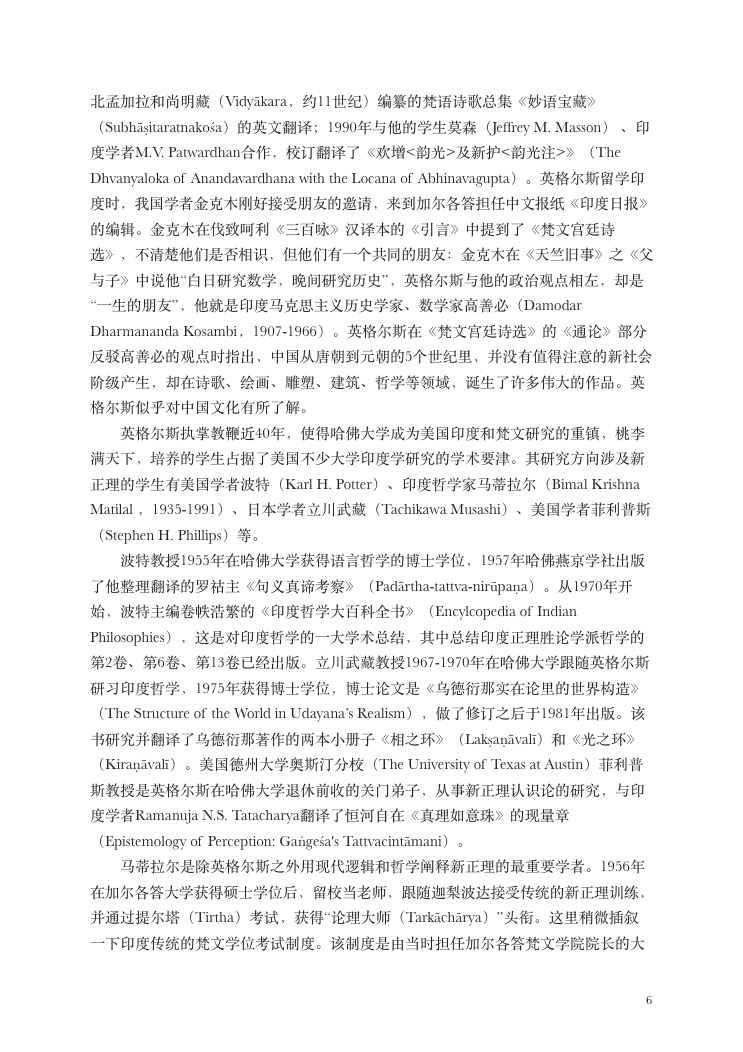 北孟加拉和尚明藏（Vidyākara，约11世纪）编纂的梵语诗歌总集《妙语宝藏》
（Subhāṣitaratnakośa）的英文翻译；1990年与他的学生莫森（Jeffrey M. Masson） 、印
度学者M.V. Patwardhan合作，校订翻译了《欢增<韵光>及新护<韵光注>》（The
Dhvanyaloka of Anandavardhana with the Locana of Abhinavagupta）。英格尔斯留学印
度时，我国学者金克木刚好接受朋友的邀请，来到加尔各答担任中文报纸《印度日报》
的编辑。金克木在伐致呵利《三百咏》汉译本的《引言》中提到了《梵文宫廷诗
选》，不清楚他们是否相识，但他们有一个共同的朋友：金克木在《天竺旧事》之《父
与子》中说他“白日研究数学，晚间研究历史”，英格尔斯与他的政治观点相左，却是
“一生的朋友”，他就是印度马克思主义历史学家、数学家高善必（Damodar
Dharmananda Kosambi，1907-1966）。英格尔斯在《梵文宫廷诗选》的《通论》部分
反驳高善必的观点时指出，中国从唐朝到元朝的5个世纪里，并没有值得注意的新社会
阶级产生，却在诗歌、绘画、雕塑、建筑、哲学等领域，诞生了许多伟大的作品。英
格尔斯似乎对中国文化有所了解。
英格尔斯执掌教鞭近40年，使得哈佛大学成为美国印度和梵文研究的重镇，桃李
满天下，培养的学生占据了美国不少大学印度学研究的学术要津。其研究方向涉及新
正理的学生有美国学者波特（Karl H. Potter）、印度哲学家马蒂拉尔（Bimal Krishna
Matilal ，1935-1991）、日本学者立川武藏（Tachikawa Musashi）、美国学者菲利普斯
（Stephen H. Phillips）等。
波特教授1955年在哈佛大学获得语言哲学的博士学位，1957年哈佛燕京学社出版
了他整理翻译的罗祜主《句义真谛考察》（Padārtha-tattva-nirūpaṇa）。从1970年开
始，波特主编卷帙浩繁的《印度哲学大百科全书》（Encylcopedia of Indian
Philosophies），这是对印度哲学的一大学术总结，其中总结印度正理胜论学派哲学的
第2卷、第6卷、第13卷已经出版。立川武藏教授1967-1970年在哈佛大学跟随英格尔斯
研习印度哲学，1975年获得博士学位，博士论文是《乌德衍那实在论里的世界构造》
（The Structure of the World in Udayana’s Realism），做了修订之后于1981年出版。该
书研究并翻译了乌德衍那著作的两本小册子《相之环》（Lakṣaṇāvalī）和《光之环》
（Kiraṇāvalī）。美国德州大学奥斯汀分校（The University of Texas at Austin）菲利普
斯教授是英格尔斯在哈佛大学退休前收的关门弟子，从事新正理认识论的研究，与印
度学者Ramanuja N.S. Tatacharya翻译了恒河自在《真理如意珠》的现量章
（Epistemology of Perception: Gaṅgeśa's Tattvacintāmani）。
马蒂拉尔是除英格尔斯之外用现代逻辑和哲学阐释新正理的最重要学者。1956年
在加尔各答大学获得硕士学位后，留校当老师，跟随迦梨波达接受传统的新正理训练，
并通过提尔塔（Tirtha）考试，获得“论理大师（Tarkāchārya）”头衔。这里稍微插叙
一下印度传统的梵文学位考试制度。该制度是由当时担任加尔各答梵文学院院长的大
6